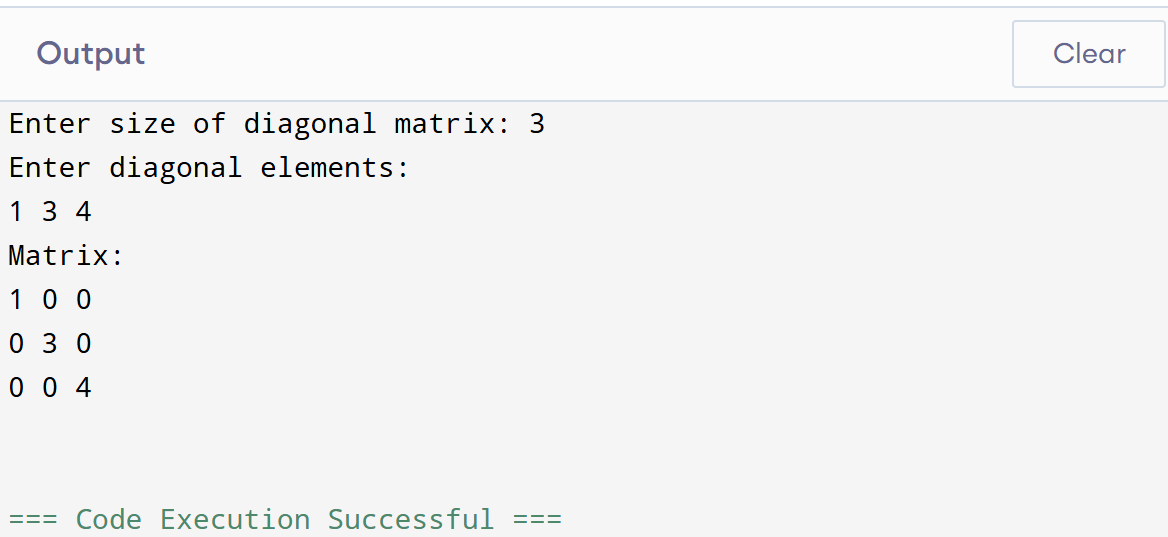 Output
Clear
Enter size of diagonal matrix: 3
Enter diagonal elements:
1 3 4
Matrix:
1 0 0
0 3 0
0 0 4
=== Code Execution Successful ===